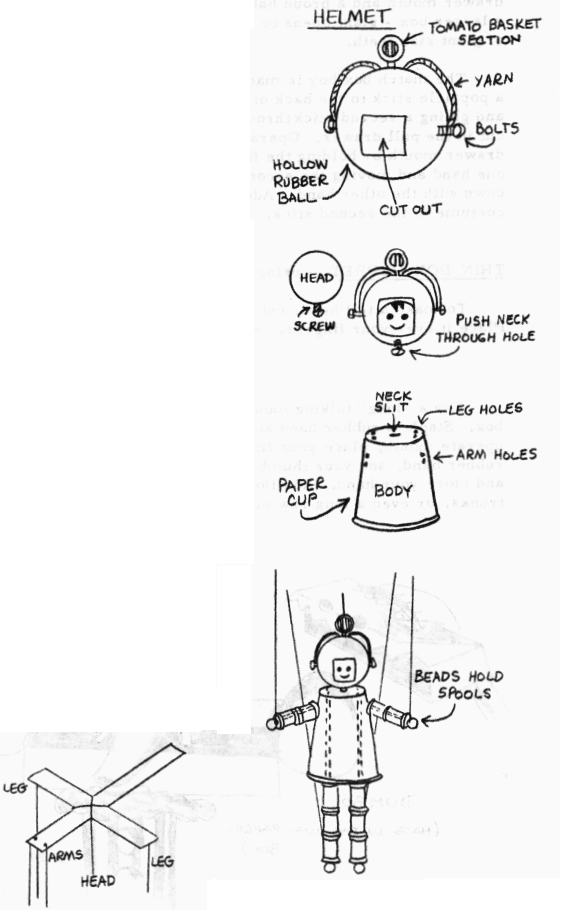 HELMET
TOMATO BASKET
SECTION
YARN
BOLTS
HOLLOW
RUBBER
BALL
CUT OUT
HEAD
SCREW
PUSH NECK
THROUGH HOLE
NECK
SLIT
LEG HOLES
ARM HOLES
PAPER
CUP
BODY
BEADS HOLD
SPOOLS
LEG
ARMS
LEG
HEAD